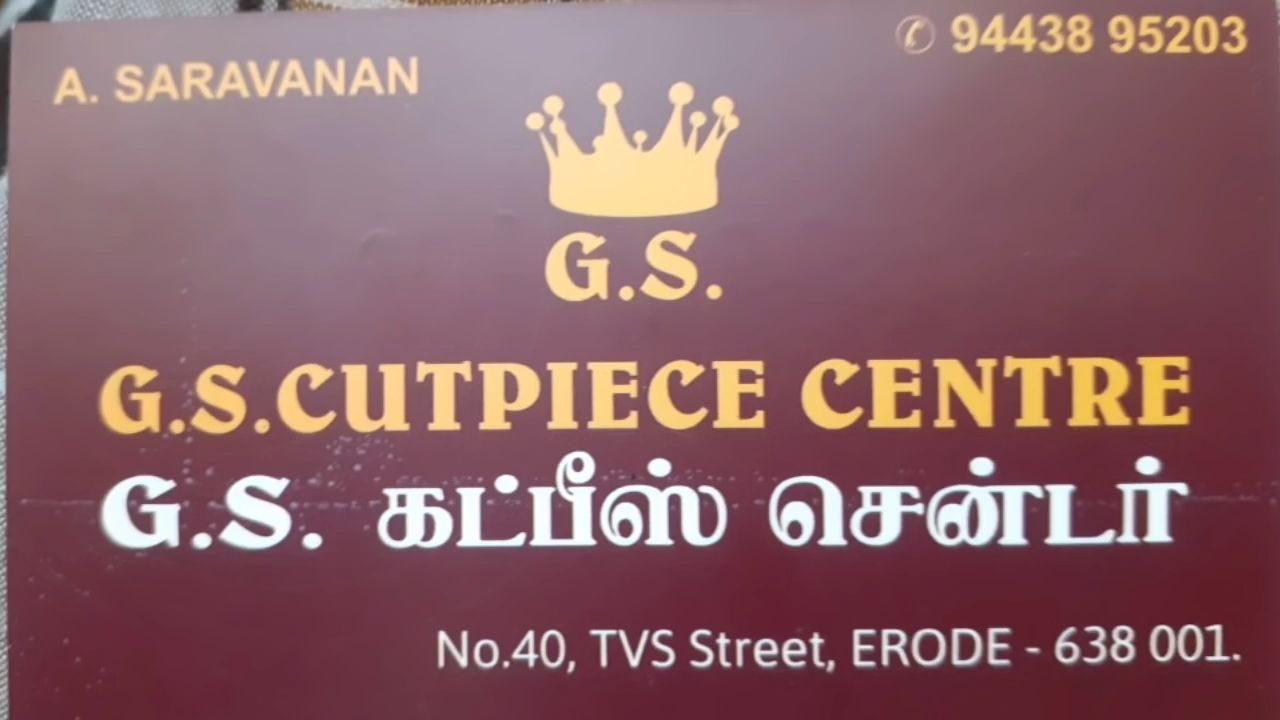 A. SARAVANAN
✆ 94438 95203
G.S.
G.S.CUTPIECE CENTRE
G.S. கட்பீஸ் சென்டர்
No.40, TVS Street, ERODE - 638 001.